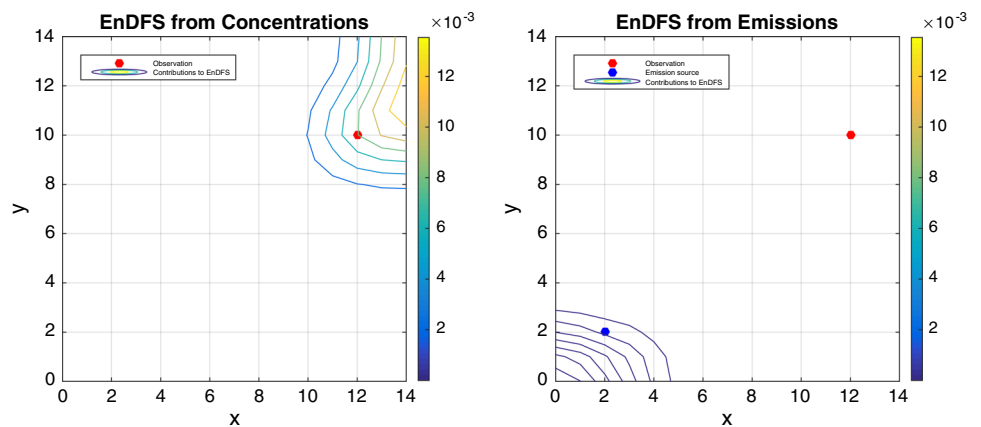 EnDFS from Concentrations
×10⁻³
14
12
10
8
6
4
2
0
y
Observation
Contributions to EnDFS
0 2 4 6 8 10 12 14
x
12
10
8
6
4
2
EnDFS from Emissions
×10⁻³
14
12
10
8
6
4
2
0
y
Observation
Emission source
Contributions to EnDFS
0 2 4 6 8 10 12 14
x
12
10
8
6
4
2